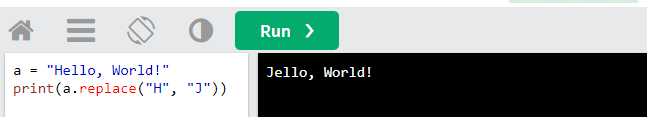 Run ❯
a = "Hello, World!"
print(a.replace("H", "J"))
Jello, World!